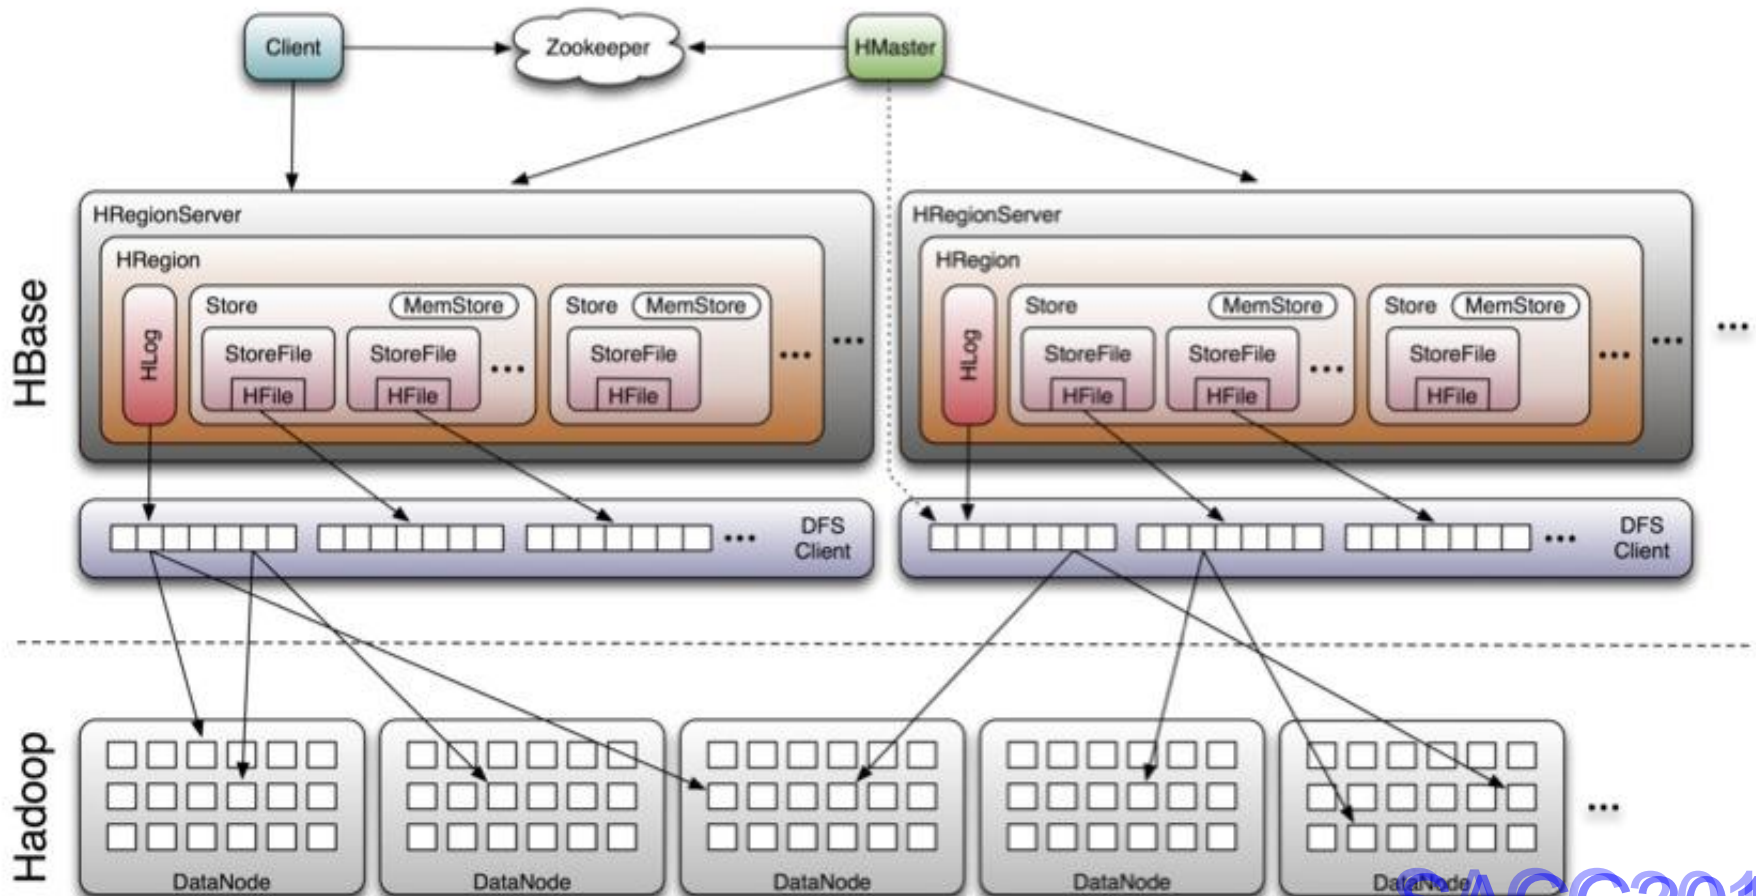 Client
Zookeeper
HMaster
HBase
HRegionServer
HRegion
HLog
Store
MemStore
StoreFile
HFile
StoreFile
HFile
...
Store
MemStore
StoreFile
HFile
...
...
HRegionServer
HRegion
HLog
Store
MemStore
StoreFile
HFile
StoreFile
HFile
...
Store
MemStore
StoreFile
HFile
...
...
...
...
DFS
Client
...
DFS
Client
Hadoop
DataNode
DataNode
DataNode
DataNode
DataNode
...